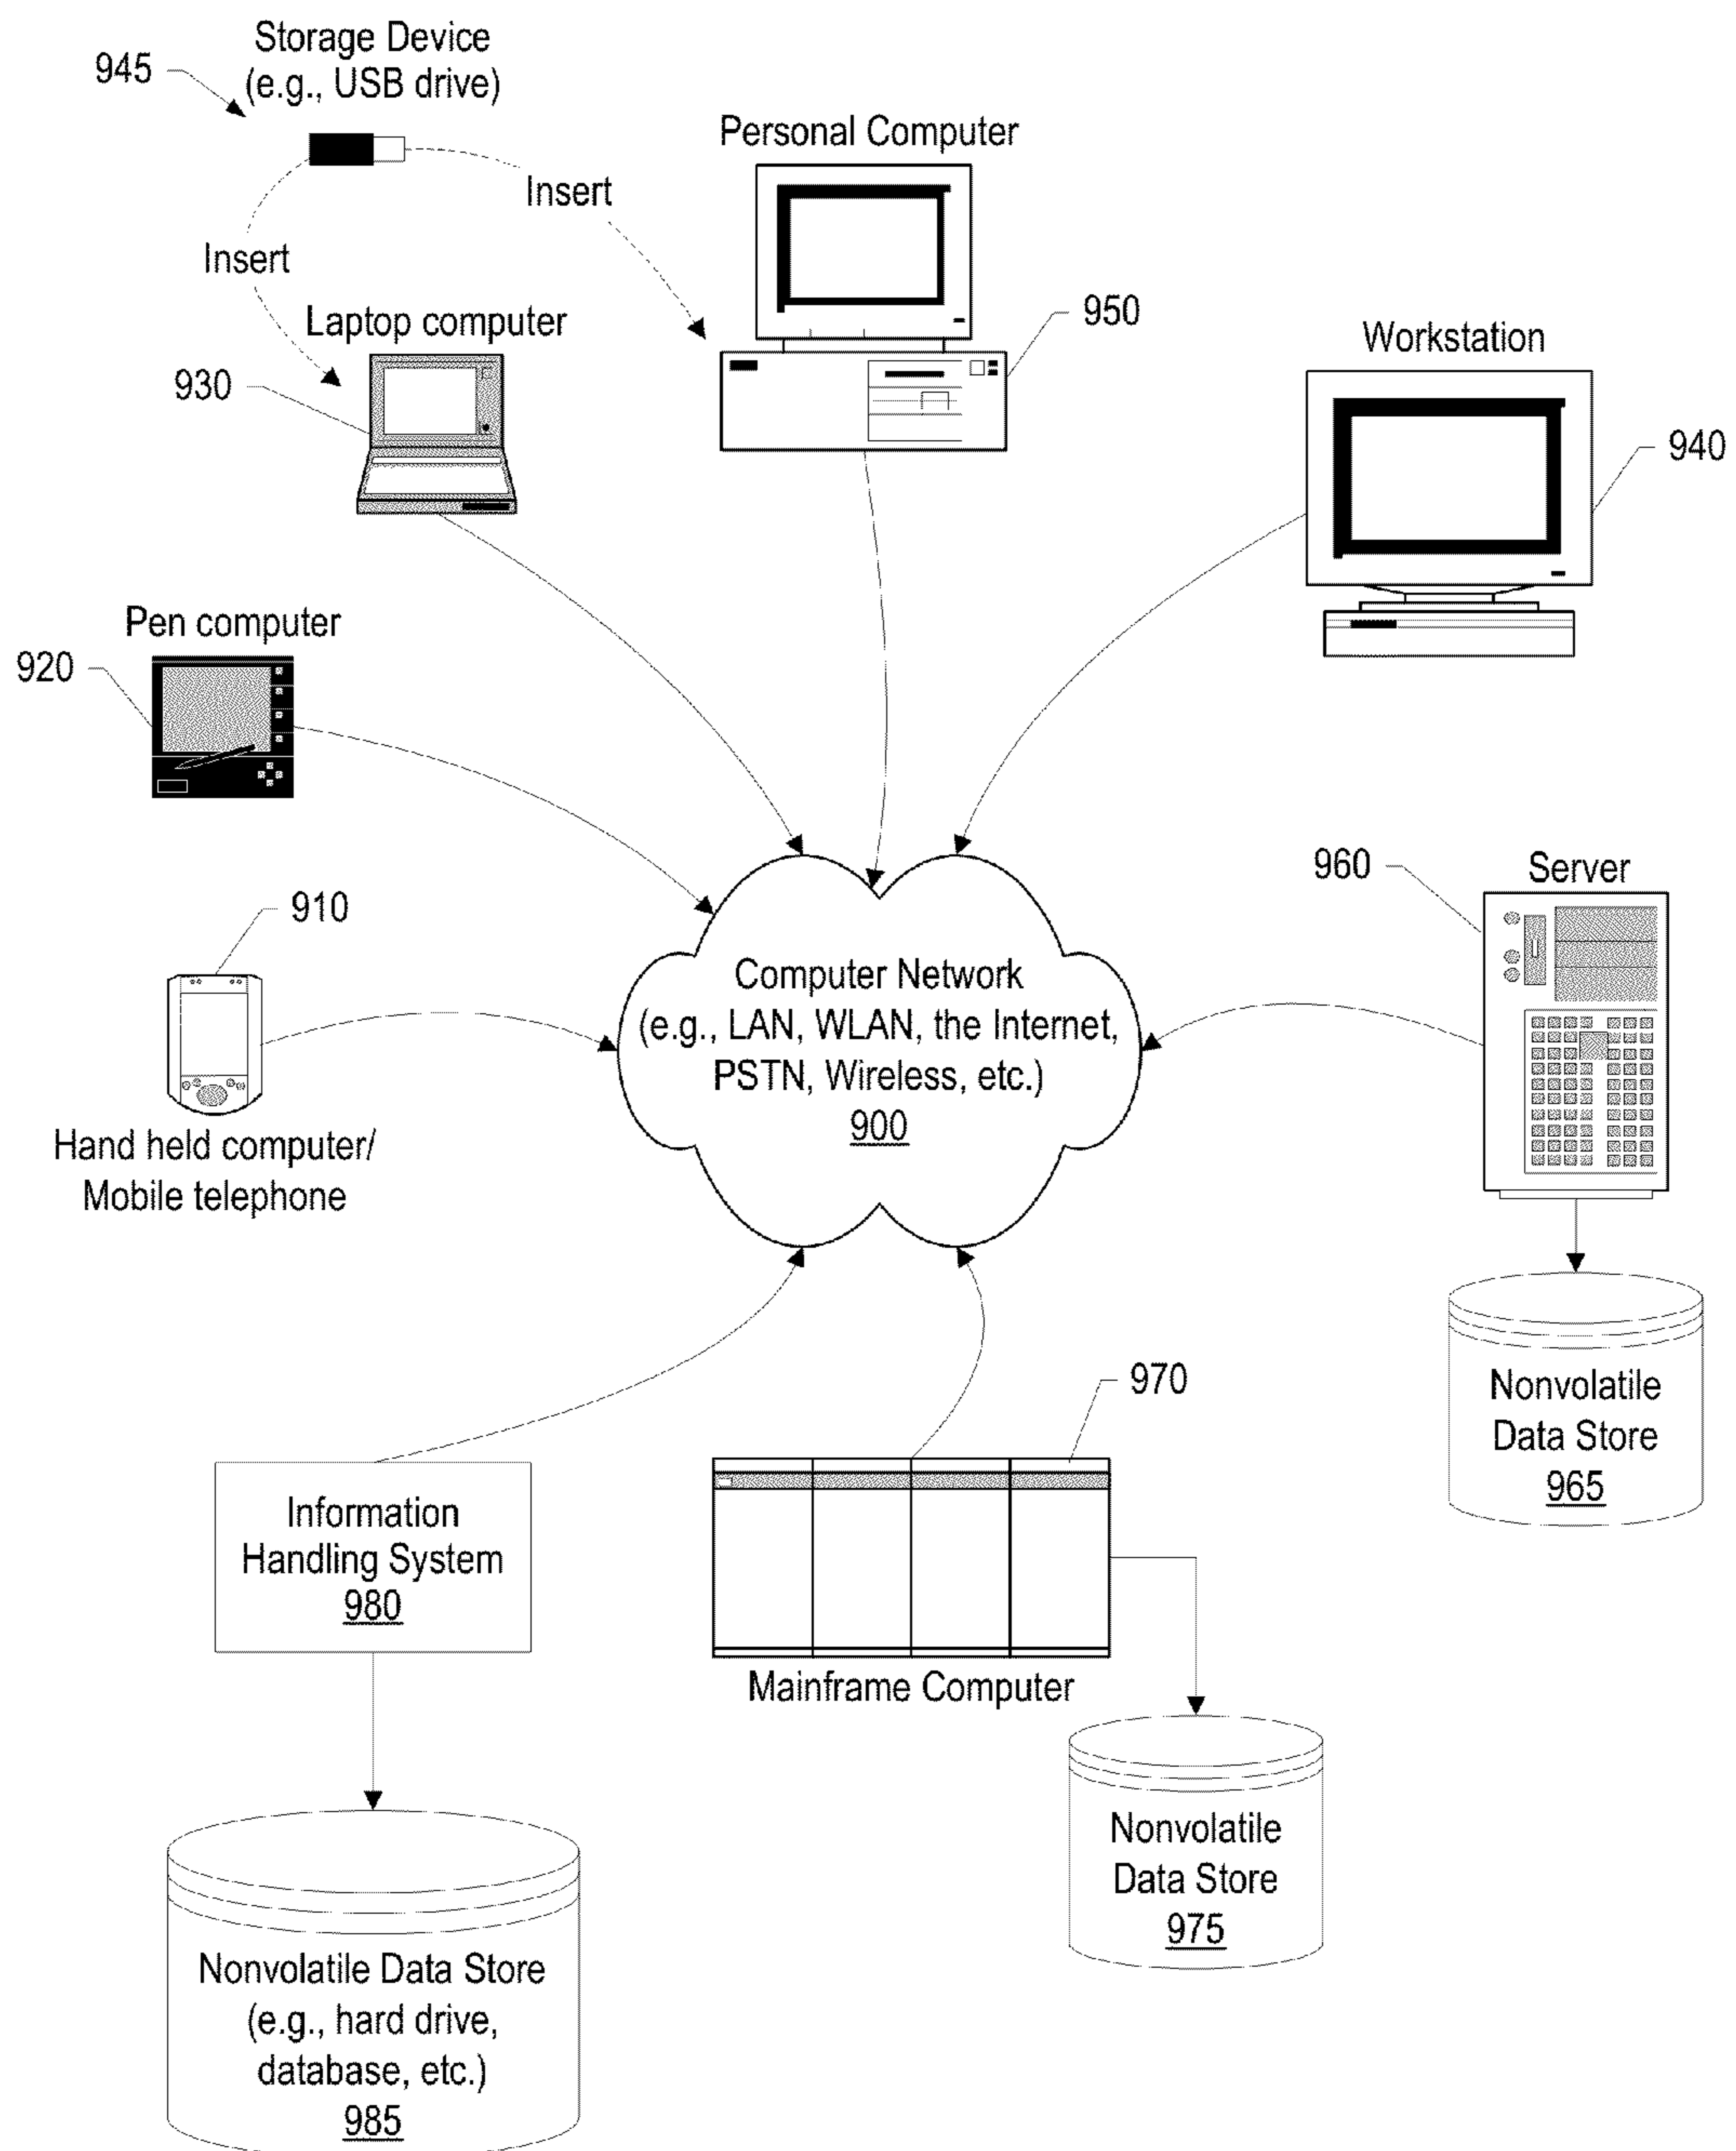 Storage Device
(e.g., USB drive)
945
Personal Computer
Insert
Insert
Laptop computer
950
Workstation
930
940
Pen computer
920
960
Server
910
Computer Network
(e.g., LAN, WLAN, the Internet,
PSTN, Wireless, etc.)
900
Hand held computer/
Mobile telephone
970
Nonvolatile
Data Store
965
Information
Handling System
980
Mainframe Computer
Nonvolatile
Data Store
975
Nonvolatile Data Store
(e.g., hard drive,
database, etc.)
985